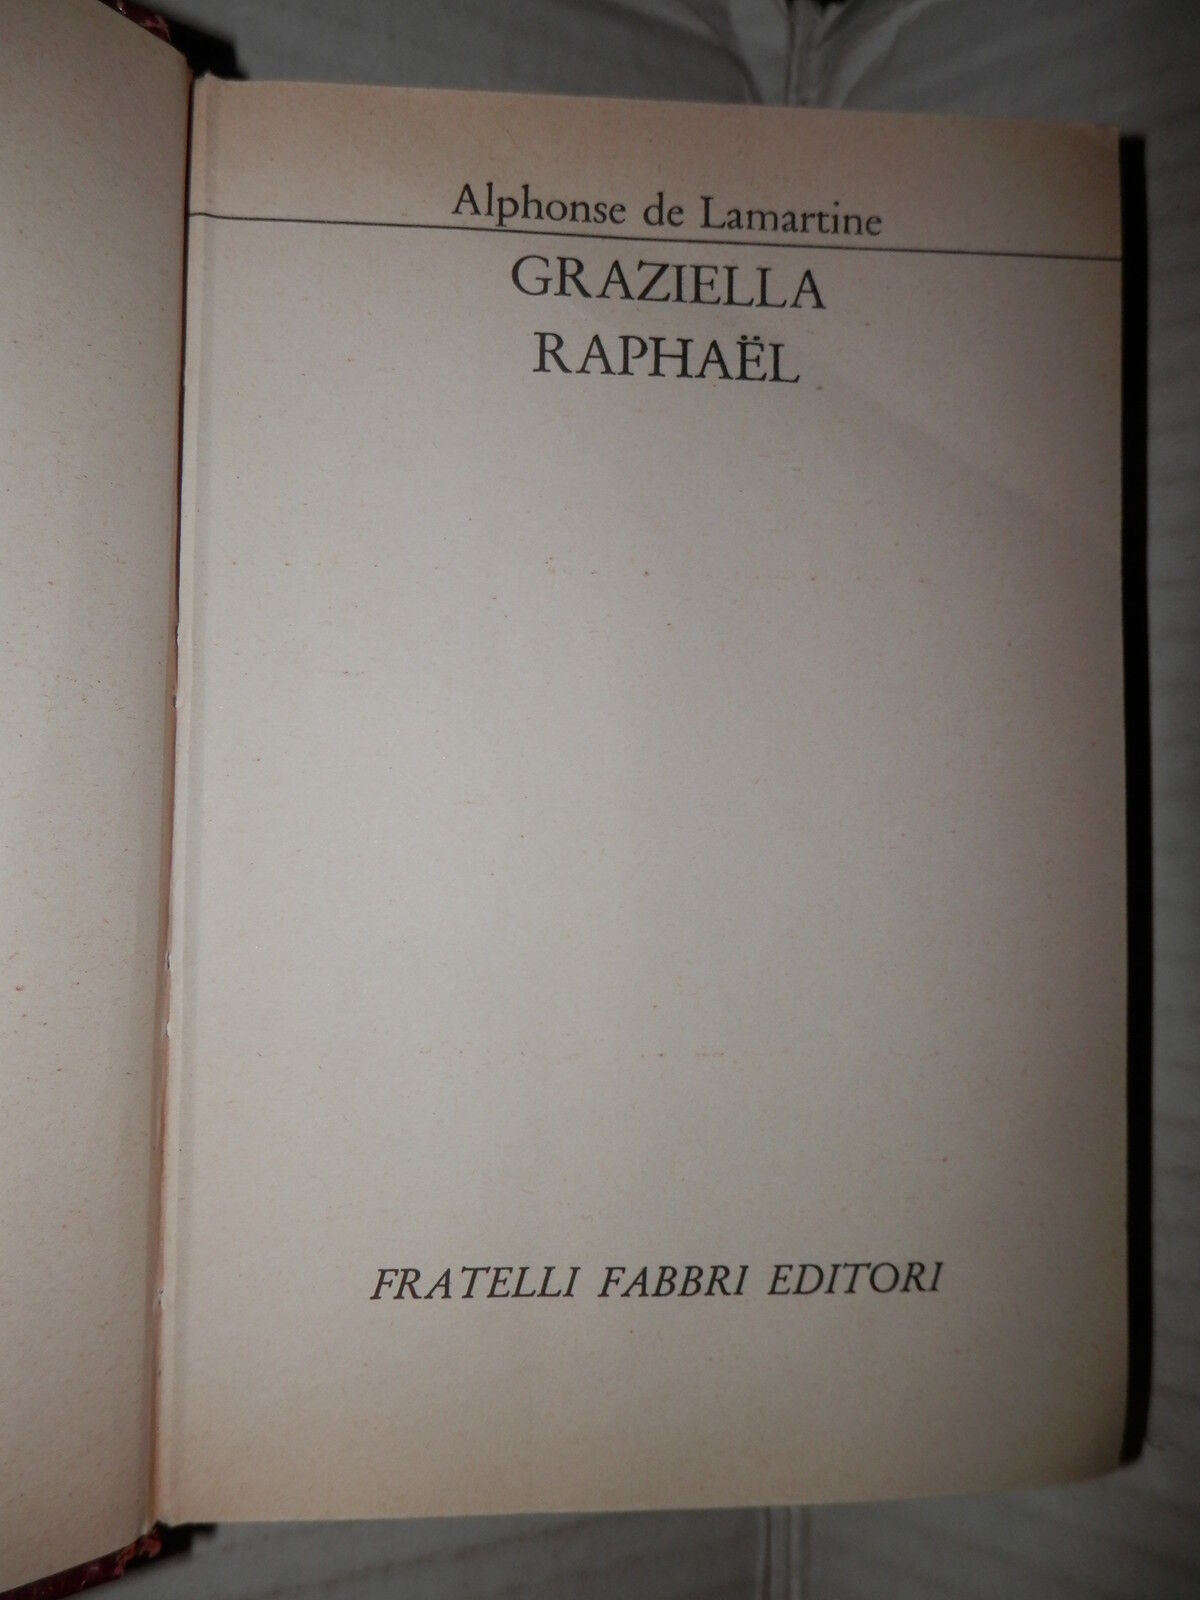 Alphonse de Lamartine
GRAZIELLA
RAPHAËL
FRATELLI FABBRI EDITORI